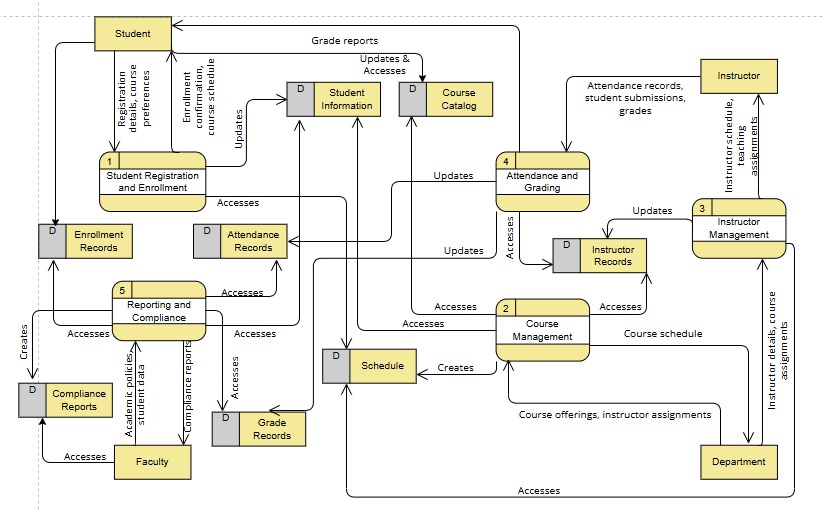 Student
Grade reports
Updates &
Accesses
Registration
details, course
preferences
Enrollment
confirmation,
course schedule
Updates
D
Student
Information
D
Course
Catalog
Instructor
Attendance records,
student submissions,
grades
Instructor schedule,
teaching
assignments
1
Student Registration
and Enrollment
Accesses
4
Attendance and
Grading
Updates
3
Instructor
Management
Updates
D
Enrollment
Records
D
Attendance
Records
Updates
Accesses
D
Instructor
Records
5
Reporting and
Compliance
Accesses
Accesses
Accesses
Creates
Accesses
Accesses
Accesses
2
Course
Management
Accesses
Course schedule
Instructor details, course
assignments
D
Schedule
Creates
D
Compliance
Reports
Academic policies,
student data
Compliance reports
Accesses
D
Grade
Records
Course offerings, instructor assignments
Accesses
Faculty
Department
Accesses